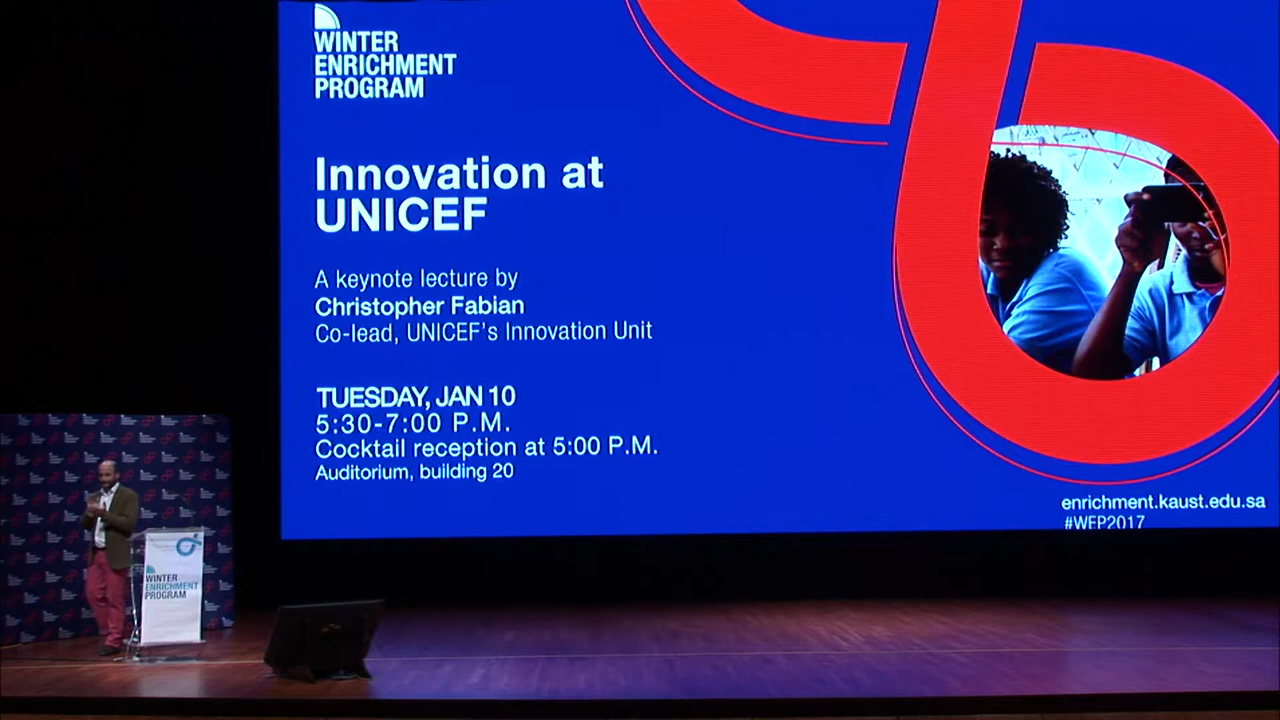 WINTER
ENRICHMENT
PROGRAM
Innovation at
UNICEF
A keynote lecture by
Christopher Fabian
Co-lead, UNICEF's Innovation Unit
TUESDAY, JAN 10
5:30-7:00 P.M.
Cocktail reception at 5:00 P.M.
Auditorium, building 20
enrichment.kaust.edu.sa
#WEP2017
WINTER
ENRICHMENT
PROGRAM